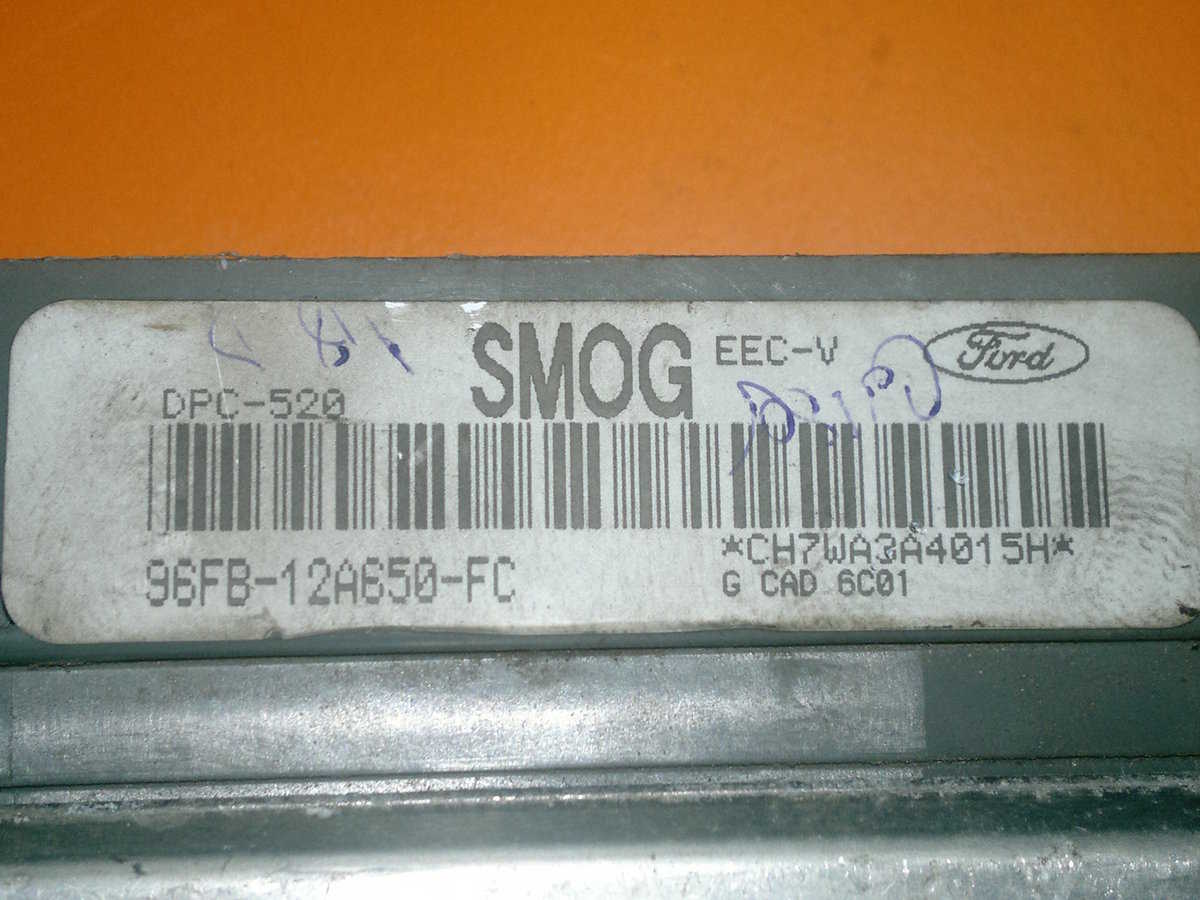 SMOG EEC-V Ford
DPC-520
96FB-12A650-FC
*CH7WA3A4015H*
G CAD 6C01